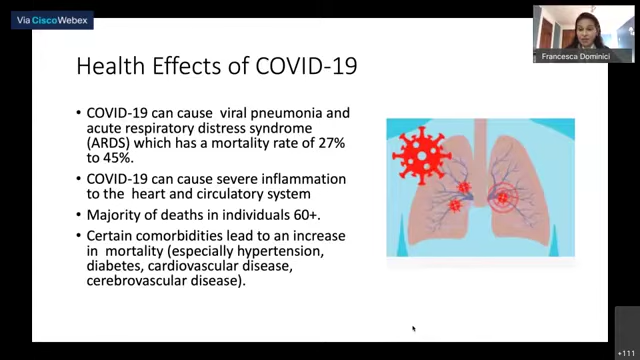 Via Cisco Webex
Francesca Dominici
Health Effects of COVID-19
• COVID-19 can cause viral pneumonia and
acute respiratory distress syndrome
(ARDS) which has a mortality rate of 27%
to 45%.
• COVID-19 can cause severe inflammation
to the heart and circulatory system
• Majority of deaths in individuals 60+.
• Certain comorbidities lead to an increase
in mortality (especially hypertension,
diabetes, cardiovascular disease,
cerebrovascular disease).
+111